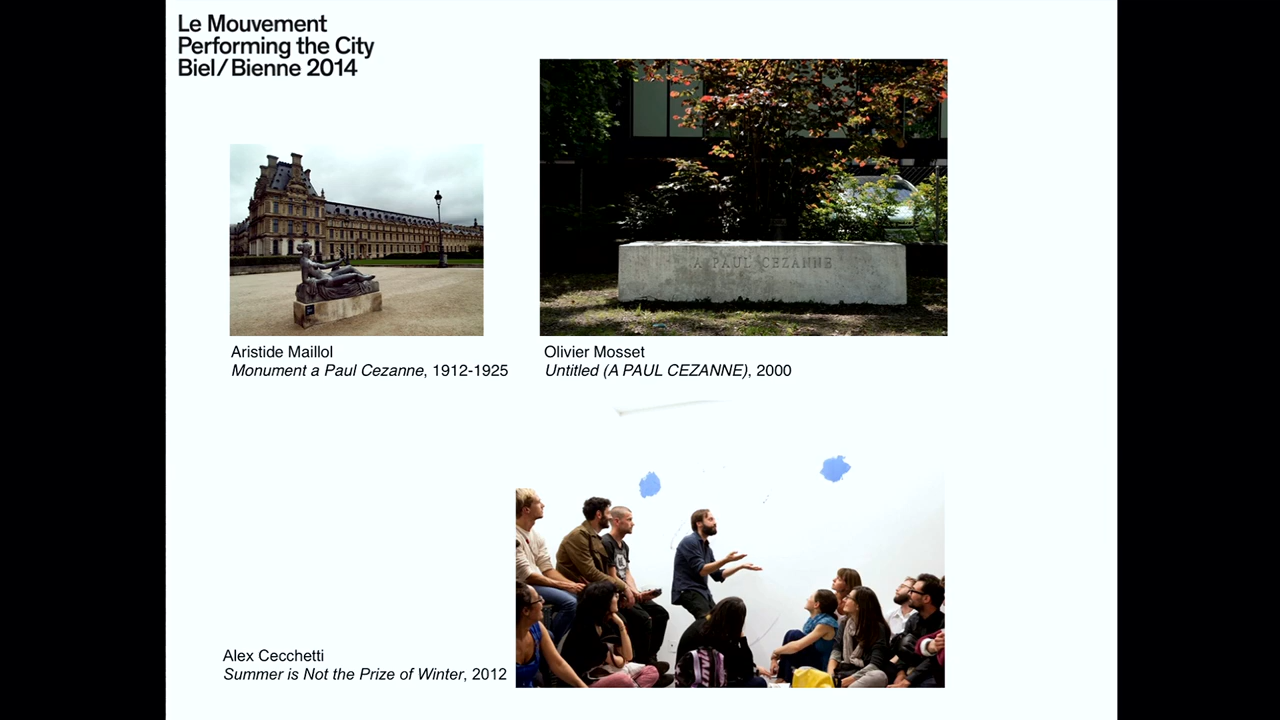 Le Mouvement
Performing the City
Biel/Bienne 2014
A PAUL CEZANNE
Aristide Maillol
Monument a Paul Cezanne, 1912-1925
Olivier Mosset
Untitled (A PAUL CEZANNE), 2000
Alex Cecchetti
Summer is Not the Prize of Winter, 2012